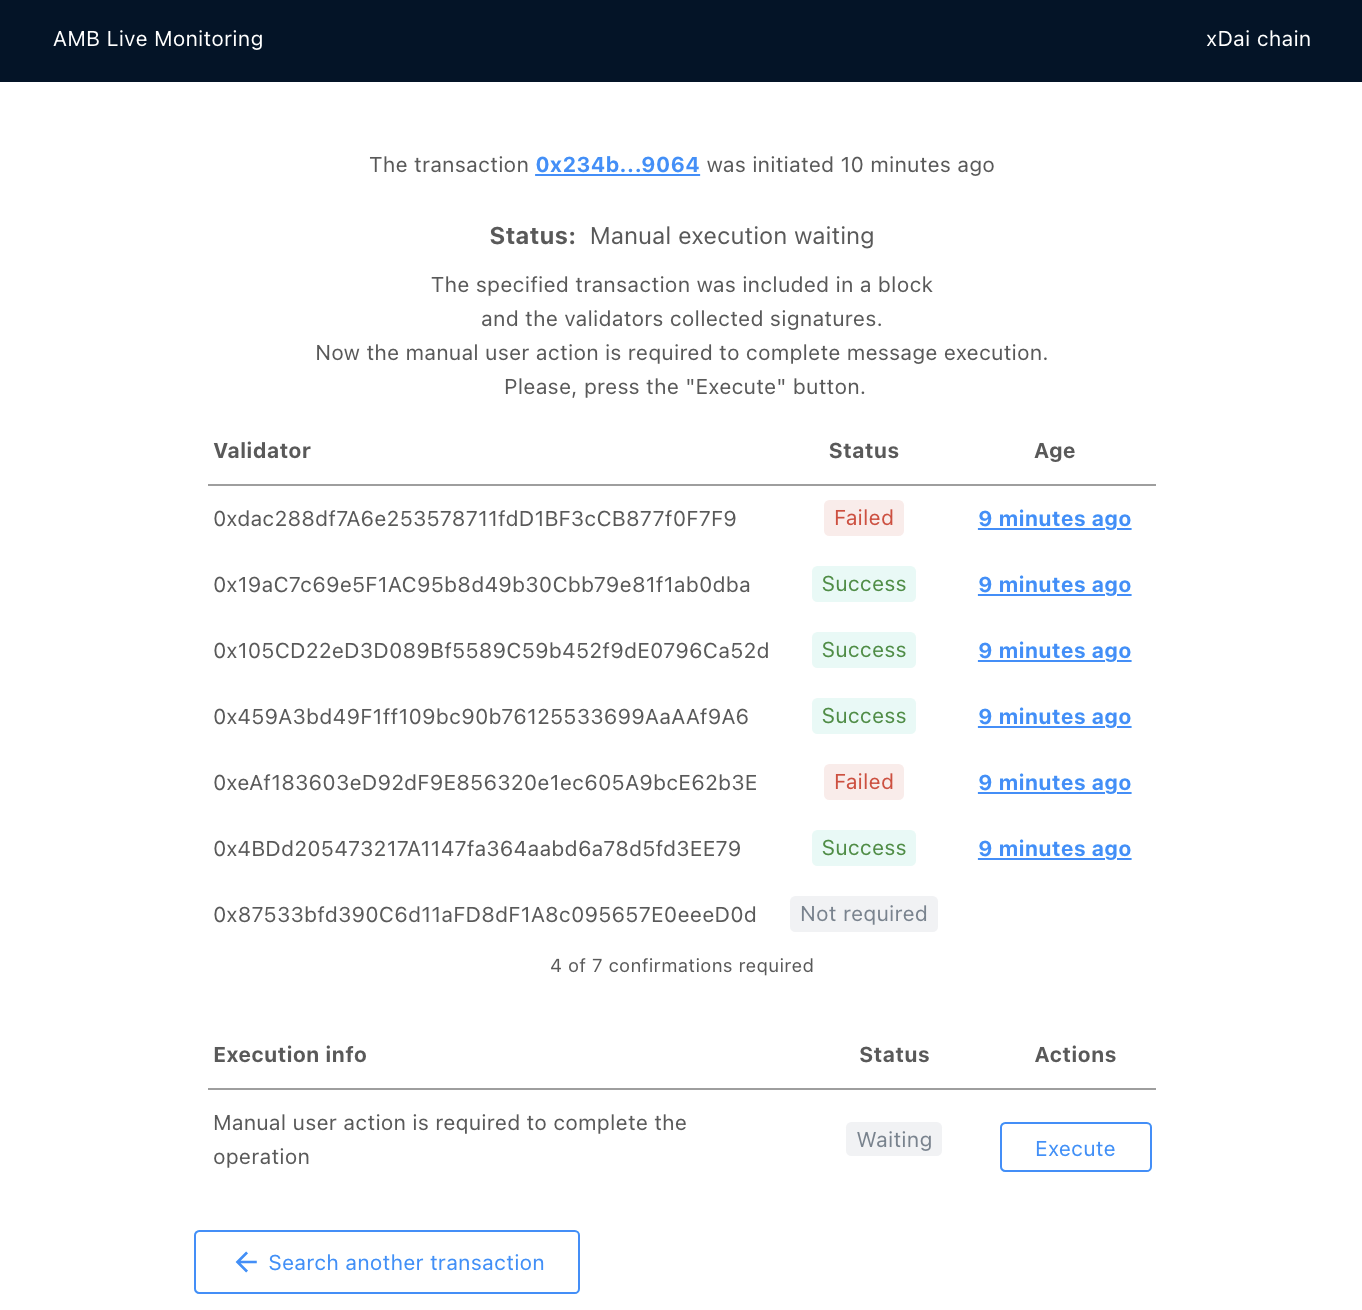 AMB Live Monitoring xDai chain
The transaction 0x234b...9064 was initiated 10 minutes ago
Status: Manual execution waiting
The specified transaction was included in a block
and the validators collected signatures.
Now the manual user action is required to complete message execution.
Please, press the "Execute" button.
Validator Status Age
0xdac288df7A6e253578711fdD1BF3cCB877f0F7F9 Failed 9 minutes ago
0x19aC7c69e5F1AC95b8d49b30Cbb79e81f1ab0dba Success 9 minutes ago
0x105CD22eD3D089Bf5589C59b452f9dE0796Ca52d Success 9 minutes ago
0x459A3bd49F1ff109bc90b76125533699AaAAf9A6 Success 9 minutes ago
0xeAf183603eD92dF9E856320e1ec605A9bcE62b3E Failed 9 minutes ago
0x4BDd205473217A1147fa364aabd6a78d5fd3EE79 Success 9 minutes ago
0x87533bfd390C6d11aFD8dF1A8c095657E0eeeD0d Not required
4 of 7 confirmations required
Execution info Status Actions
Manual user action is required to complete the
operation Waiting Execute
← Search another transaction